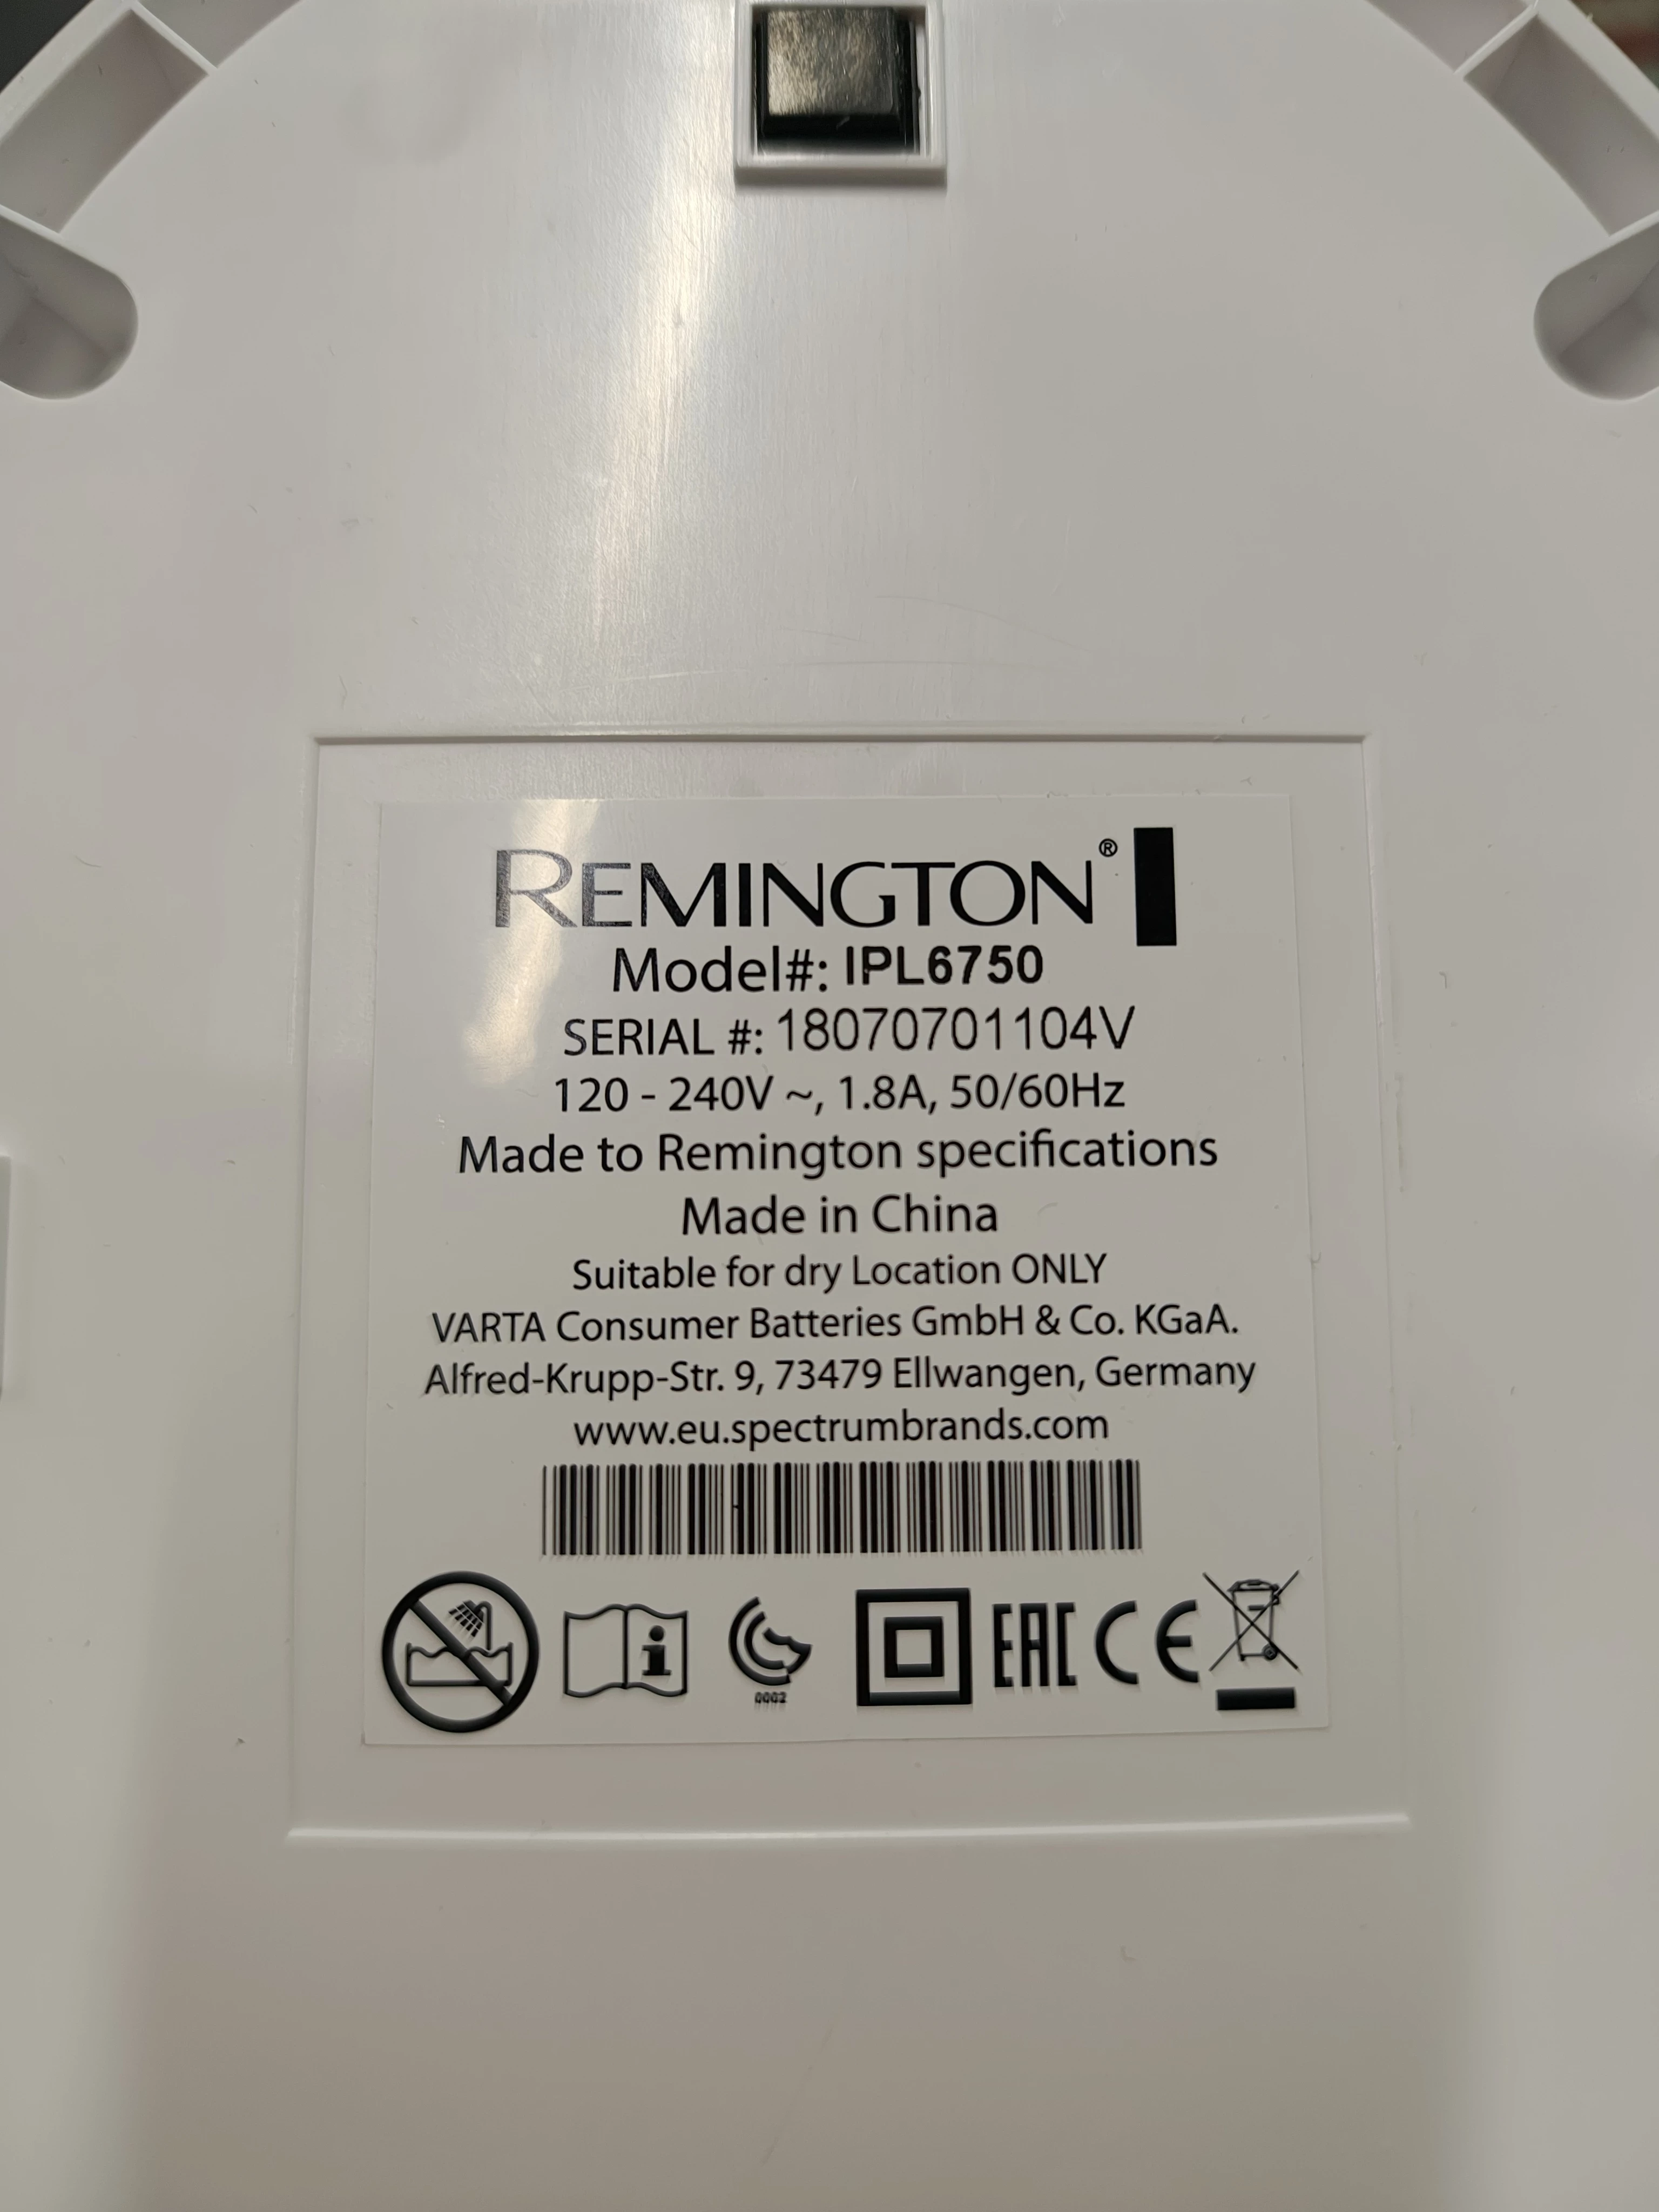 REMINGTON®
Model#: IPL6750
SERIAL #: 18070701104V
120 - 240V ~, 1.8A, 50/60Hz
Made to Remington specifications
Made in China
Suitable for dry Location ONLY
VARTA Consumer Batteries GmbH & Co. KGaA.
Alfred-Krupp-Str. 9, 73479 Ellwangen, Germany
www.eu.spectrumbrands.com
0002
EAC CE